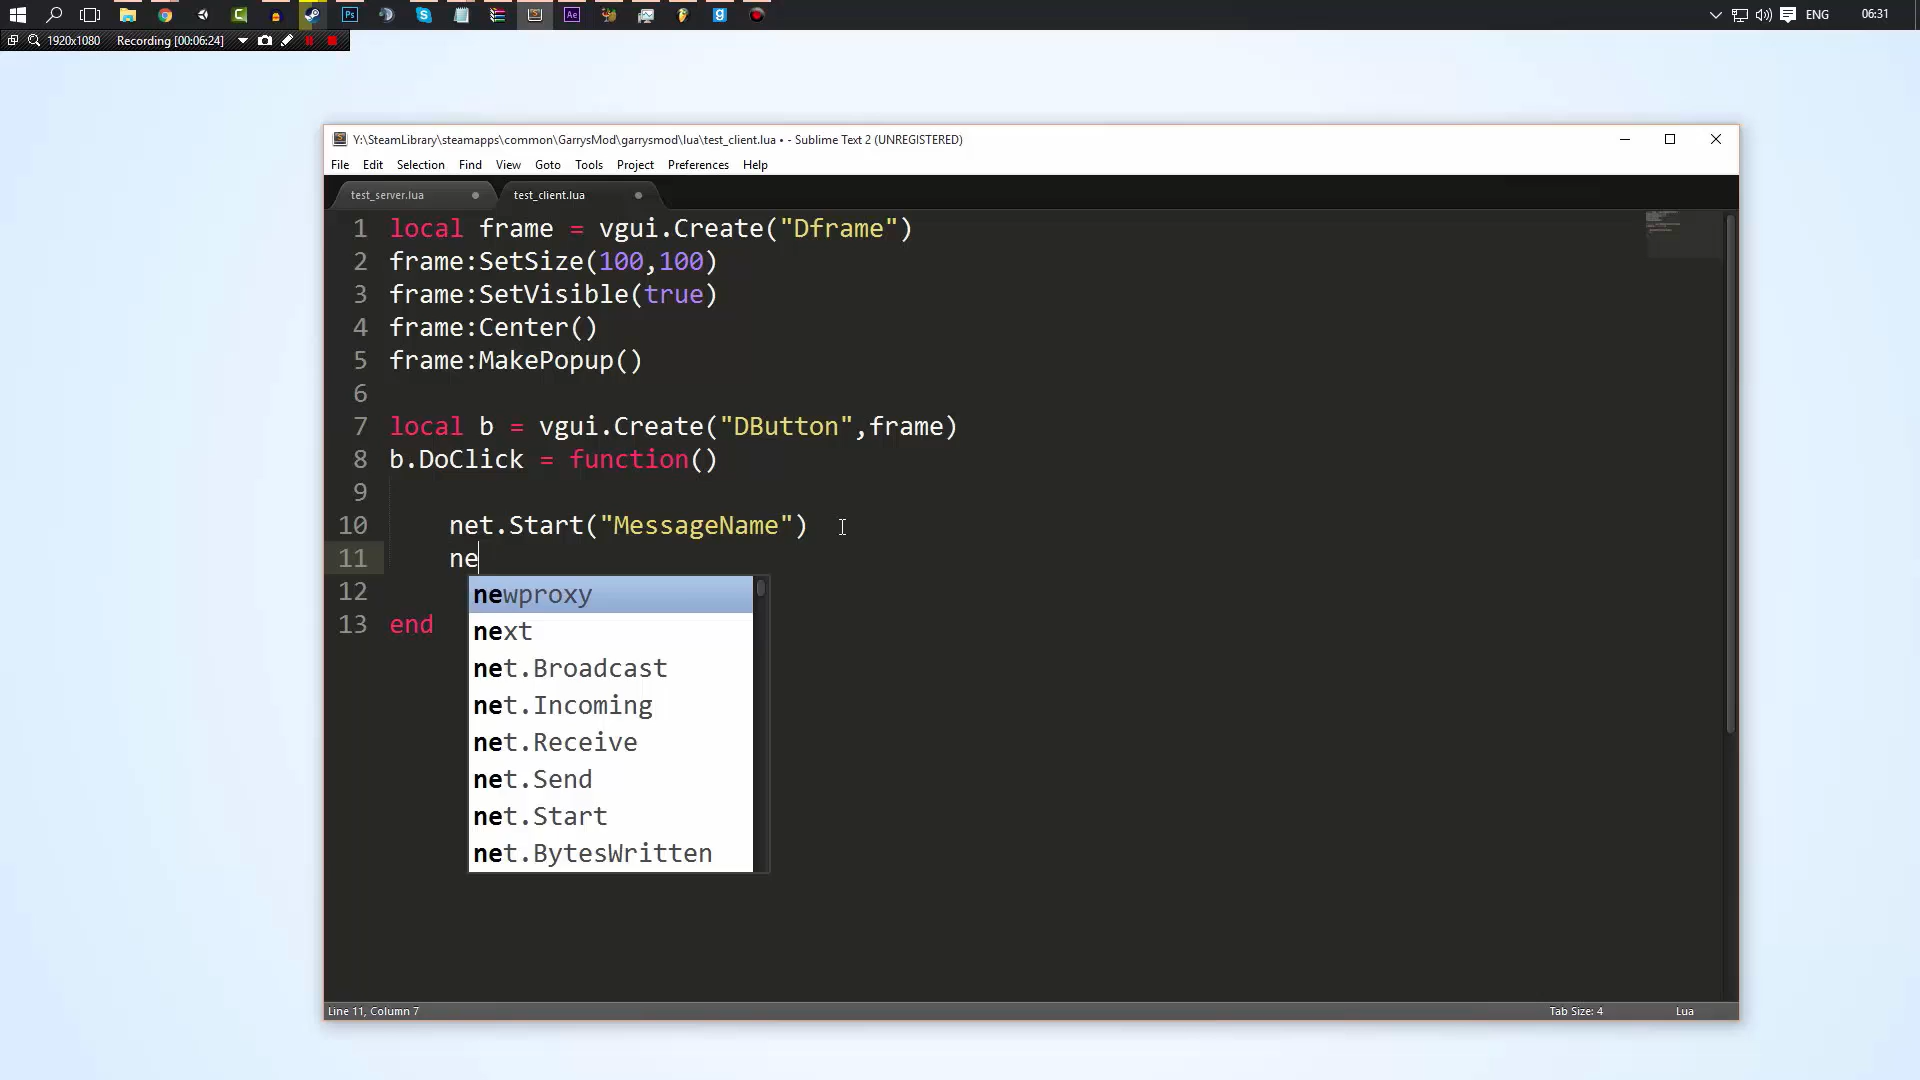 ENG
06:31
1920x1080
Recording [00:06:24]
Y:\SteamLibrary\steamapps\common\GarrysMod\garrysmod\lua\test_client.lua • - Sublime Text 2 (UNREGISTERED)
File Edit Selection Find View Goto Tools Project Preferences Help
test_server.lua
test_client.lua
1 local frame = vgui.Create("Dframe")
2 frame:SetSize(100,100)
3 frame:SetVisible(true)
4 frame:Center()
5 frame:MakePopup()
6
7 local b = vgui.Create("DButton",frame)
8 b.DoClick = function()
9
10 net.Start("MessageName")
11 ne
12
13 end
newproxy
next
net.Broadcast
net.Incoming
net.Receive
net.Send
net.Start
net.BytesWritten
Line 11, Column 7
Tab Size: 4
Lua